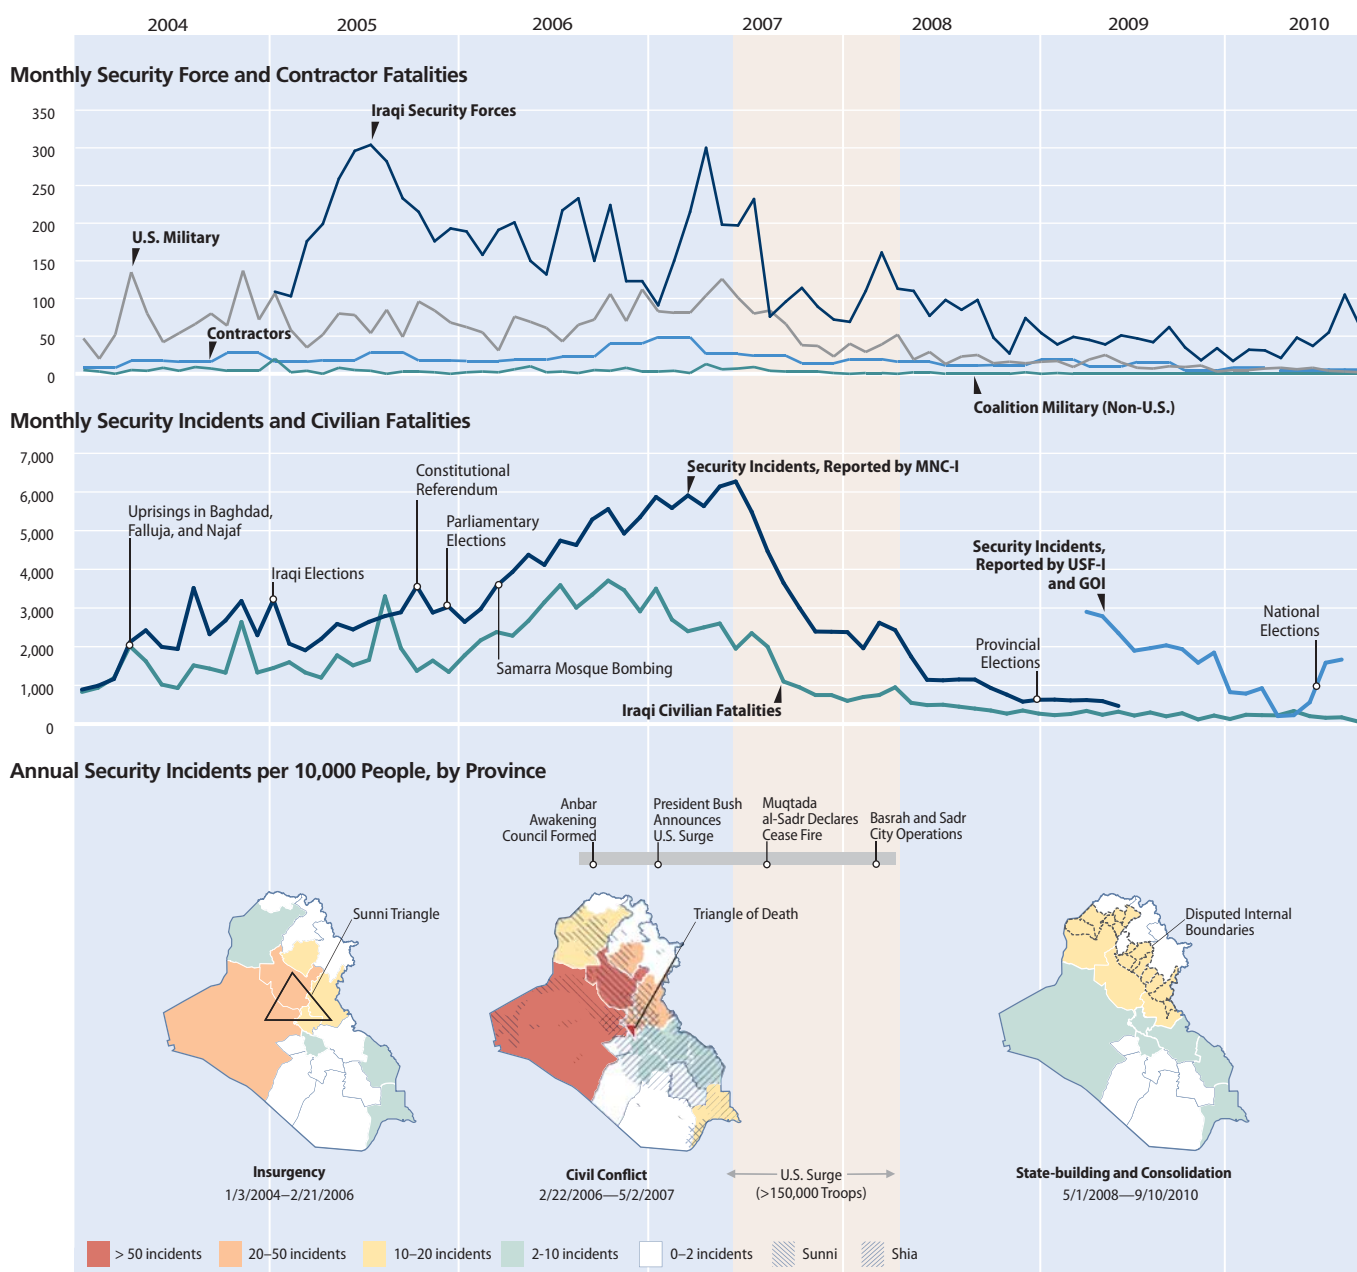 2004 2005 2006 2007 2008 2009 2010
Monthly Security Force and Contractor Fatalities
350
300
250
200
150
100
50
0
Iraqi Security Forces
U.S. Military
Contractors
Coalition Military (Non-U.S.)
Monthly Security Incidents and Civilian Fatalities
7,000
6,000
5,000
4,000
3,000
2,000
1,000
0
Uprisings in Baghdad,
Falluja, and Najaf
Iraqi Elections
Constitutional
Referendum
Parliamentary
Elections
Samarra Mosque Bombing
Security Incidents, Reported by MNC-I
Iraqi Civilian Fatalities
Security Incidents,
Reported by USF-I
and GOI
Provincial
Elections
National
Elections
Annual Security Incidents per 10,000 People, by Province
Anbar
Awakening
Council Formed
President Bush
Announces
U.S. Surge
Muqtada
al-Sadr Declares
Cease Fire
Basrah and Sadr
City Operations
Sunni Triangle
Triangle of Death
Disputed Internal
Boundaries
Insurgency
1/3/2004–2/21/2006
Civil Conflict
2/22/2006—5/2/2007
U.S. Surge
(>150,000 Troops)
State-building and Consolidation
5/1/2008—9/10/2010
> 50 incidents 20–50 incidents 10–20 incidents 2-10 incidents 0–2 incidents Sunni Shia